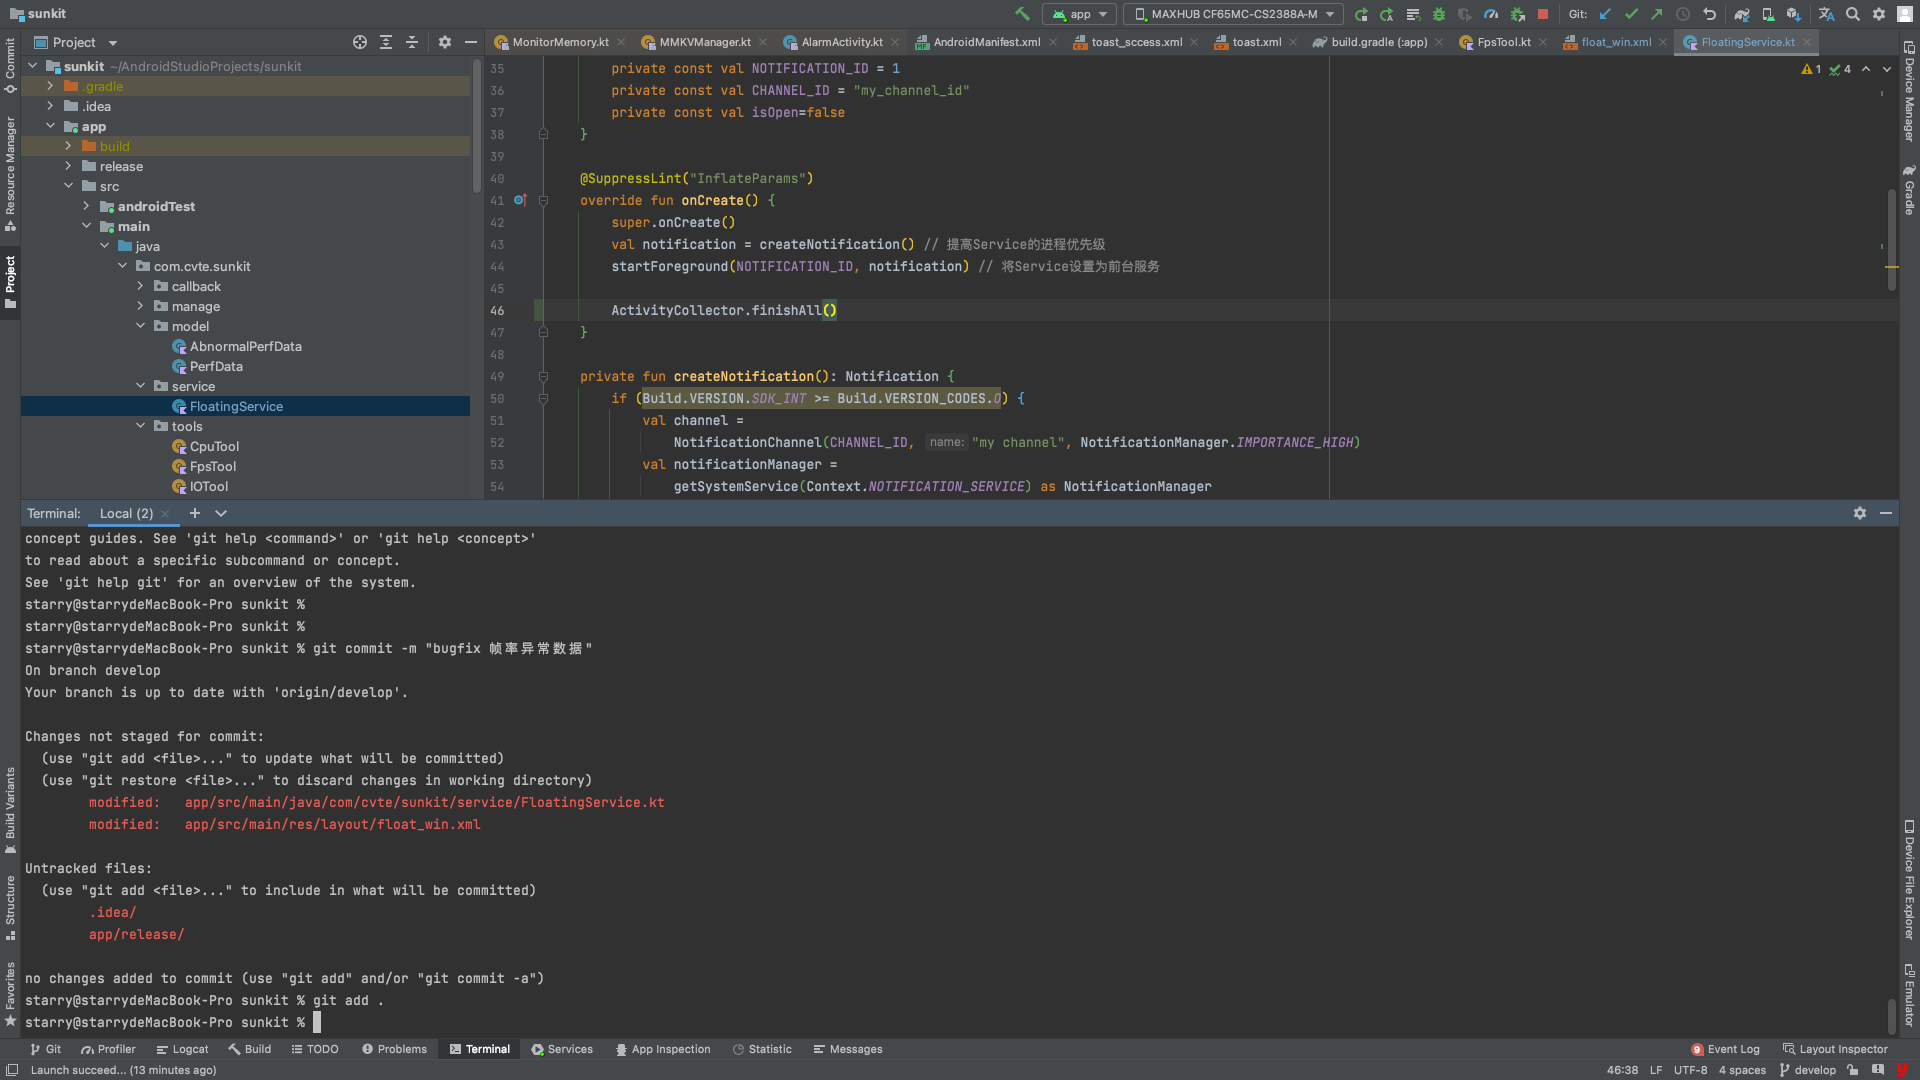 sunkit
app
MAXHUB CF65MC-CS2388A-M
Git:
Project
MonitorMemory.kt
MMKVManager.kt
AlarmActivity.kt
AndroidManifest.xml
toast_sccess.xml
toast.xml
build.gradle (:app)
FpsTool.kt
float_win.xml
FloatingService.kt
Commit
Resource Manager
Project
Build Variants
Structure
Favorites
sunkit ~/AndroidStudioProjects/sunkit
.gradle
.idea
app
build
release
src
androidTest
main
java
com.cvte.sunkit
callback
manage
model
AbnormalPerfData
PerfData
service
FloatingService
tools
CpuTool
FpsTool
IOTool
1 4
35 private const val NOTIFICATION_ID = 1
36 private const val CHANNEL_ID = "my_channel_id"
37 private const val isOpen=false
38 }
39
40 @SuppressLint("InflateParams")
41 override fun onCreate() {
42 super.onCreate()
43 val notification = createNotification() // 提高Service的进程优先级
44 startForeground(NOTIFICATION_ID, notification) // 将Service设置为前台服务
45
46 ActivityCollector.finishAll()
47 }
48
49 private fun createNotification(): Notification {
50 if (Build.VERSION.SDK_INT >= Build.VERSION_CODES.O) {
51 val channel =
52 NotificationChannel(CHANNEL_ID, name: "my channel", NotificationManager.IMPORTANCE_HIGH)
53 val notificationManager =
54 getSystemService(Context.NOTIFICATION_SERVICE) as NotificationManager
Device Manager
Gradle
Device File Explorer
Emulator
Terminal: Local (2)
concept guides. See 'git help <command>' or 'git help <concept>'
to read about a specific subcommand or concept.
See 'git help git' for an overview of the system.
starry@starrydeMacBook-Pro sunkit %
starry@starrydeMacBook-Pro sunkit %
starry@starrydeMacBook-Pro sunkit % git commit -m "bugfix 帧率异常数据"
On branch develop
Your branch is up to date with 'origin/develop'.
Changes not staged for commit:
(use "git add <file>..." to update what will be committed)
(use "git restore <file>..." to discard changes in working directory)
modified: app/src/main/java/com/cvte/sunkit/service/FloatingService.kt
modified: app/src/main/res/layout/float_win.xml
Untracked files:
(use "git add <file>..." to include in what will be committed)
.idea/
app/release/
no changes added to commit (use "git add" and/or "git commit -a")
starry@starrydeMacBook-Pro sunkit % git add .
starry@starrydeMacBook-Pro sunkit %
Git
Profiler
Logcat
Build
TODO
Problems
Terminal
Services
App Inspection
Statistic
Messages
9 Event Log
Layout Inspector
Launch succeed... (13 minutes ago)
46:38
LF
UTF-8
4 spaces
develop